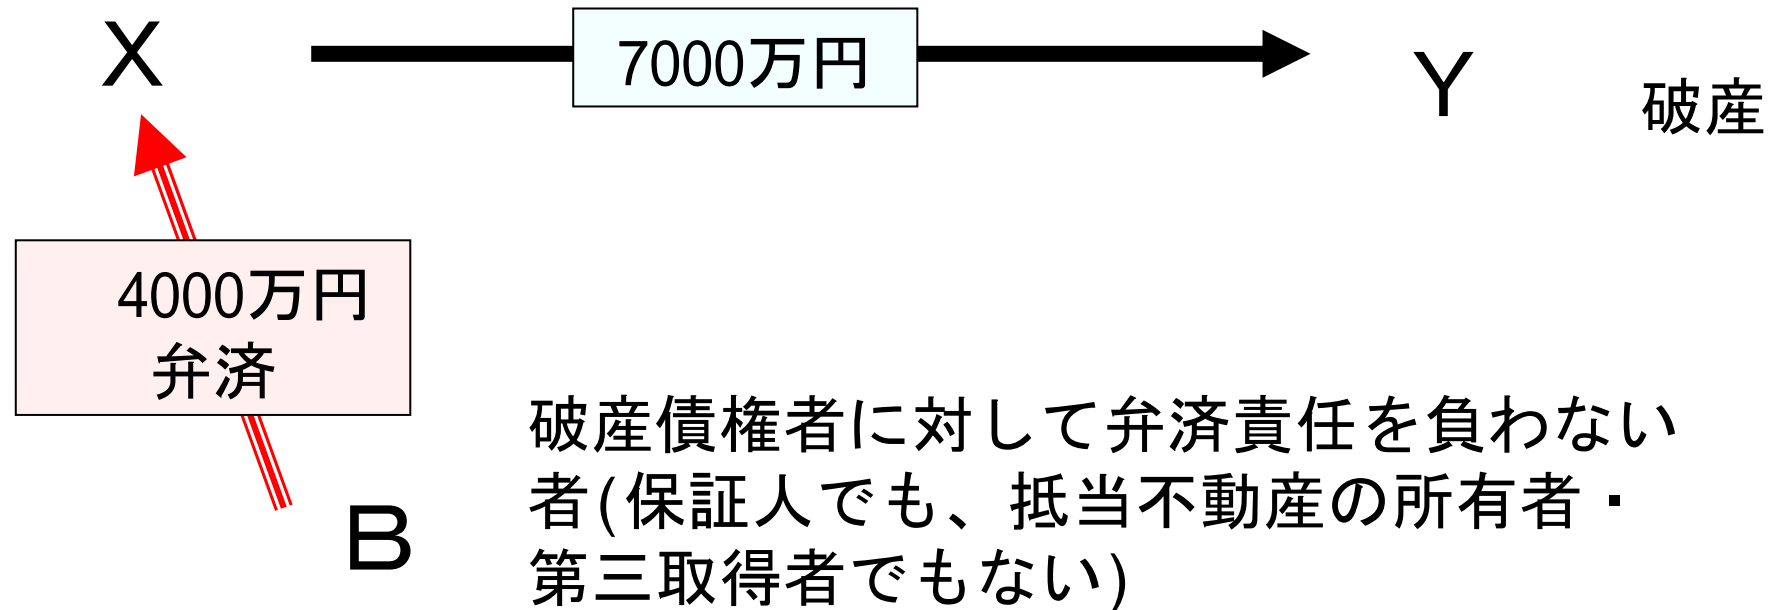 X
7000万円
Y
破産
4000万円
弁済
B
破産債権者に対して弁済責任を負わない
者(保証人でも、抵当不動産の所有者・
第三取得者でもない)